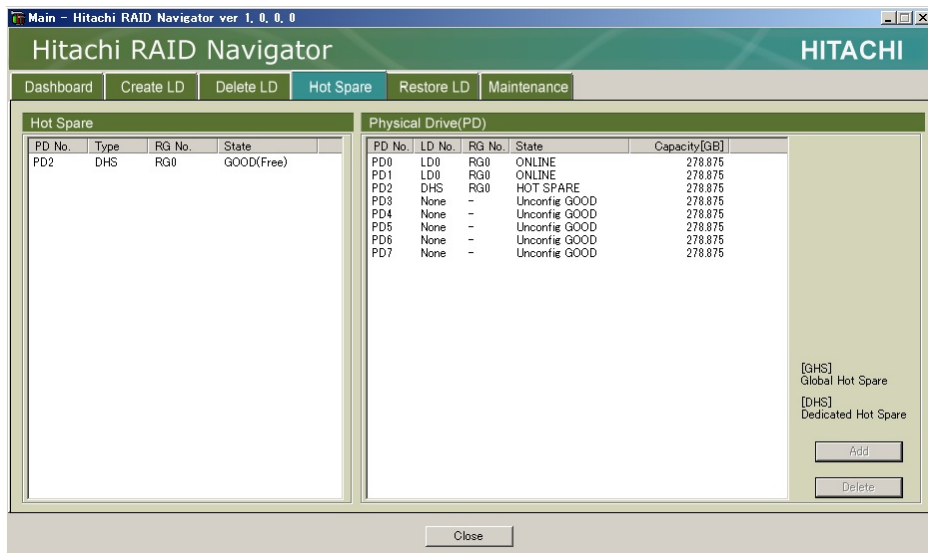 Main - Hitachi RAID Navigator ver 1, 0, 0, 0
Hitachi RAID Navigator
HITACHI
Dashboard Create LD Delete LD Hot Spare Restore LD Maintenance
Hot Spare
PD No. Type RG No. State
PD2 DHS RG0 GOOD(Free)
Physical Drive(PD)
PD No. LD No. RG No. State Capacity[GB]
PD0 LD0 RG0 ONLINE 278.875
PD1 LD0 RG0 ONLINE 278.875
PD2 DHS RG0 HOT SPARE 278.875
PD3 None - Unconfig GOOD 278.875
PD4 None - Unconfig GOOD 278.875
PD5 None - Unconfig GOOD 278.875
PD6 None - Unconfig GOOD 278.875
PD7 None - Unconfig GOOD 278.875
[GHS]
Global Hot Spare
[DHS]
Dedicated Hot Spare
Add
Delete
Close